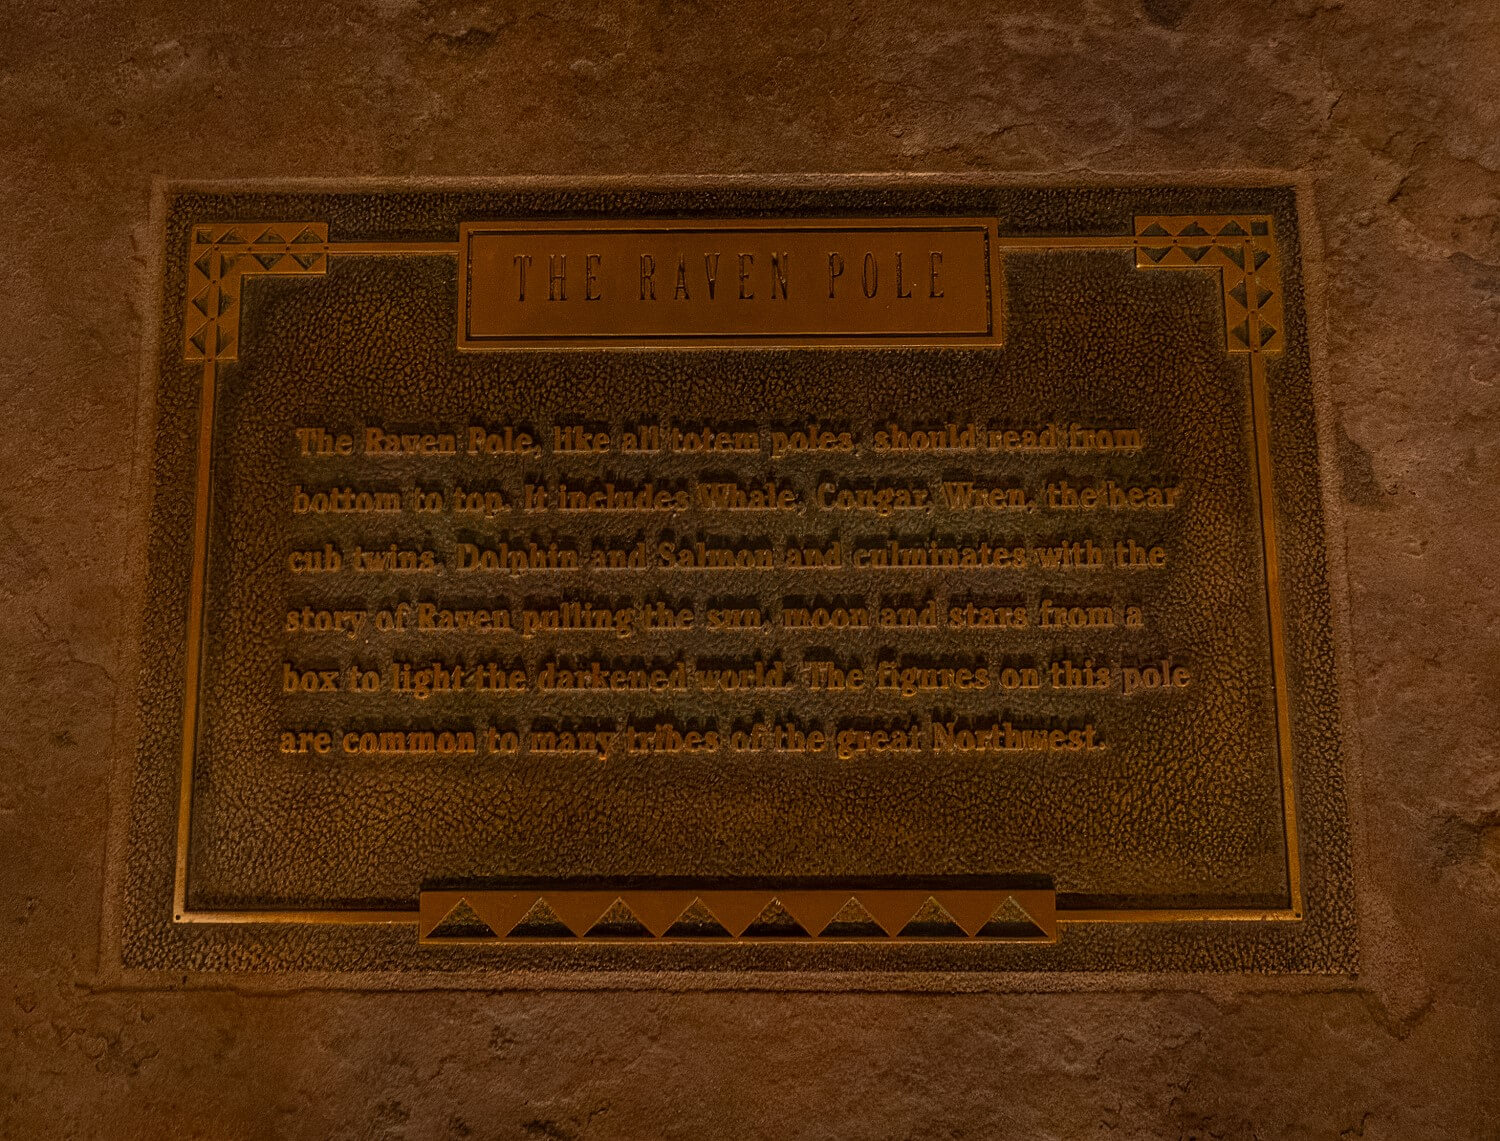 THE RAVEN POLE
The Raven Pole, like all totem poles, should read from
bottom to top. It includes Whale, Cougar, Wren, the bear
cub twins, Dolphin and Salmon and culminates with the
story of Raven pulling the sun, moon and stars from a
box to light the darkened world. The figures on this pole
are common to many tribes of the great Northwest.